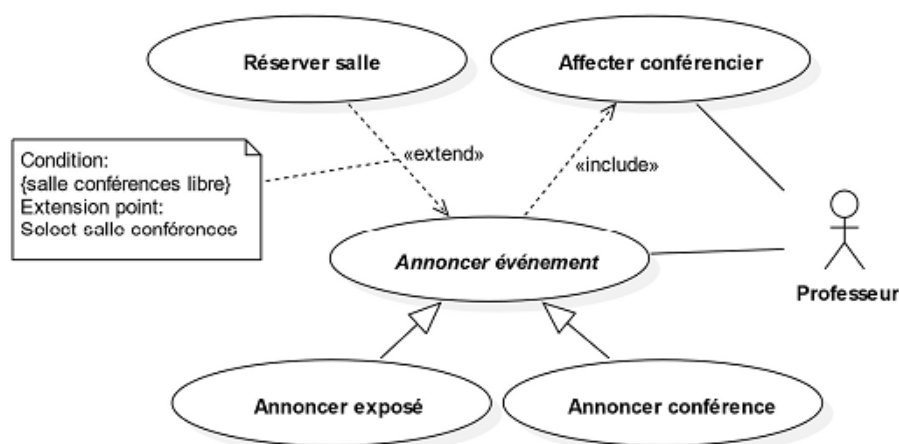 Réserver salle
Affecter conférencier
Condition:
{salle conférences libre}
Extension point:
Select salle conférences
«extend»
«include»
Annoncer événement
Professeur
Annoncer exposé
Annoncer conférence